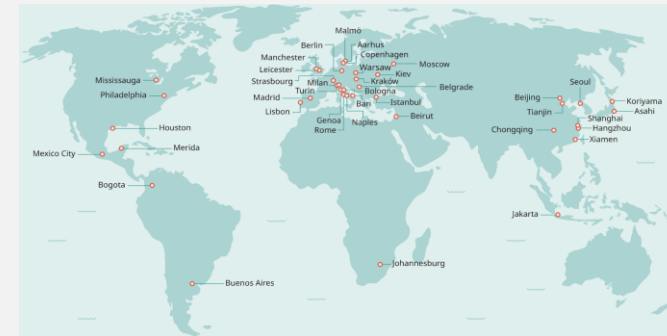 Malmö
Berlin
Aarhus
Manchester
Copenhagen
Leicester
Warsaw
Moscow
Mississauga
Strasbourg
Milan
Kraków
Kiev
Turin
Bologna
Belgrade
Philadelphia
Madrid
Bari
Istanbul
Lisbon
Genoa
Naples
Beirut
Rome
Seoul
Beijing
Koriyama
Tianjin
Asahi
Shanghai
Chongqing
Hangzhou
Xiamen
Houston
Mexico City
Merida
Bogota
Jakarta
Johannesburg
Buenos Aires